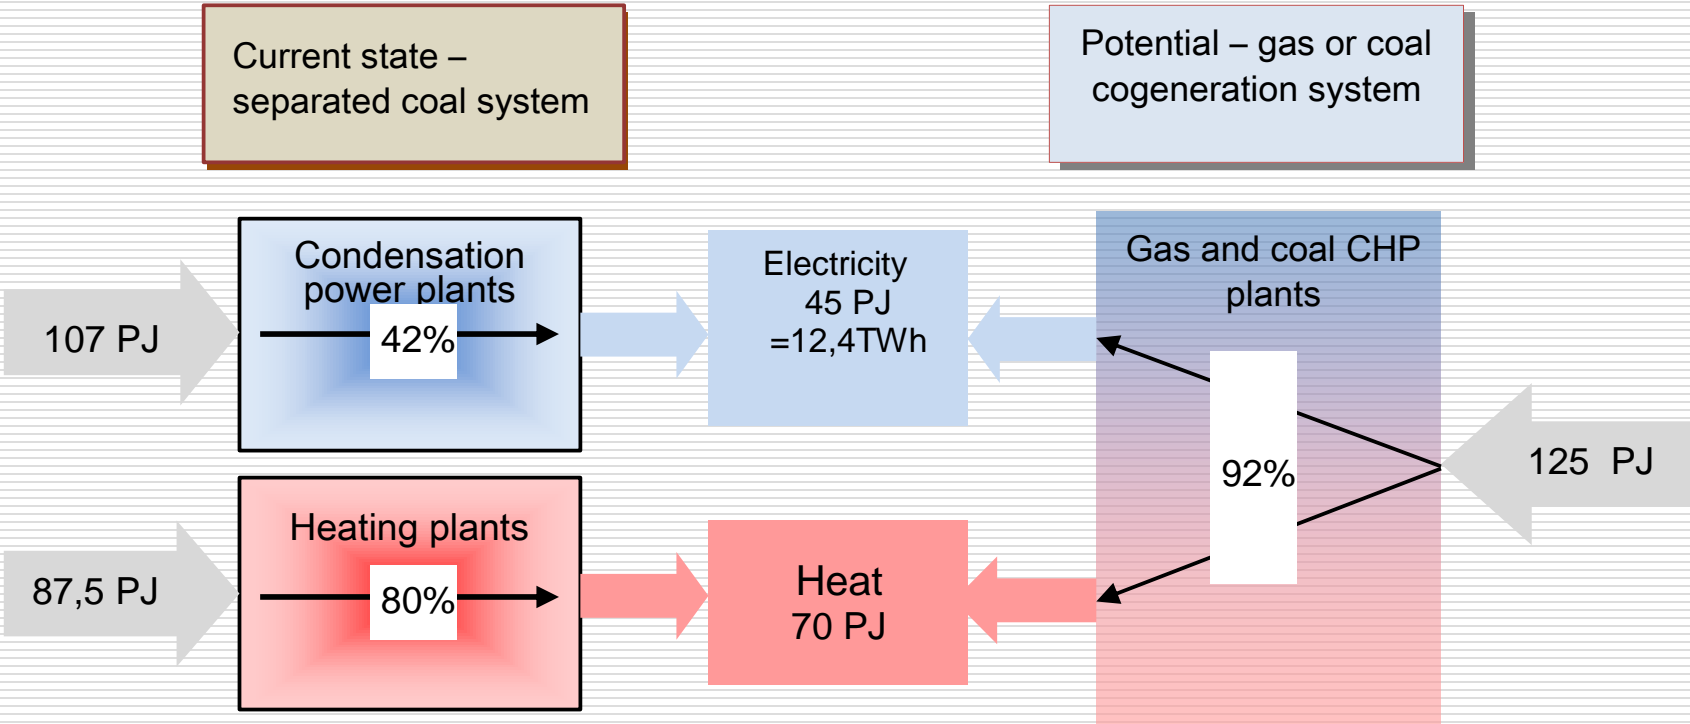 Current state –
separated coal system
Potential – gas or coal
cogeneration system
Condensation
power plants
107 PJ
42%
Electricity
45 PJ
=12,4TWh
Gas and coal CHP
plants
92%
125 PJ
Heating plants
87,5 PJ
80%
Heat
70 PJ